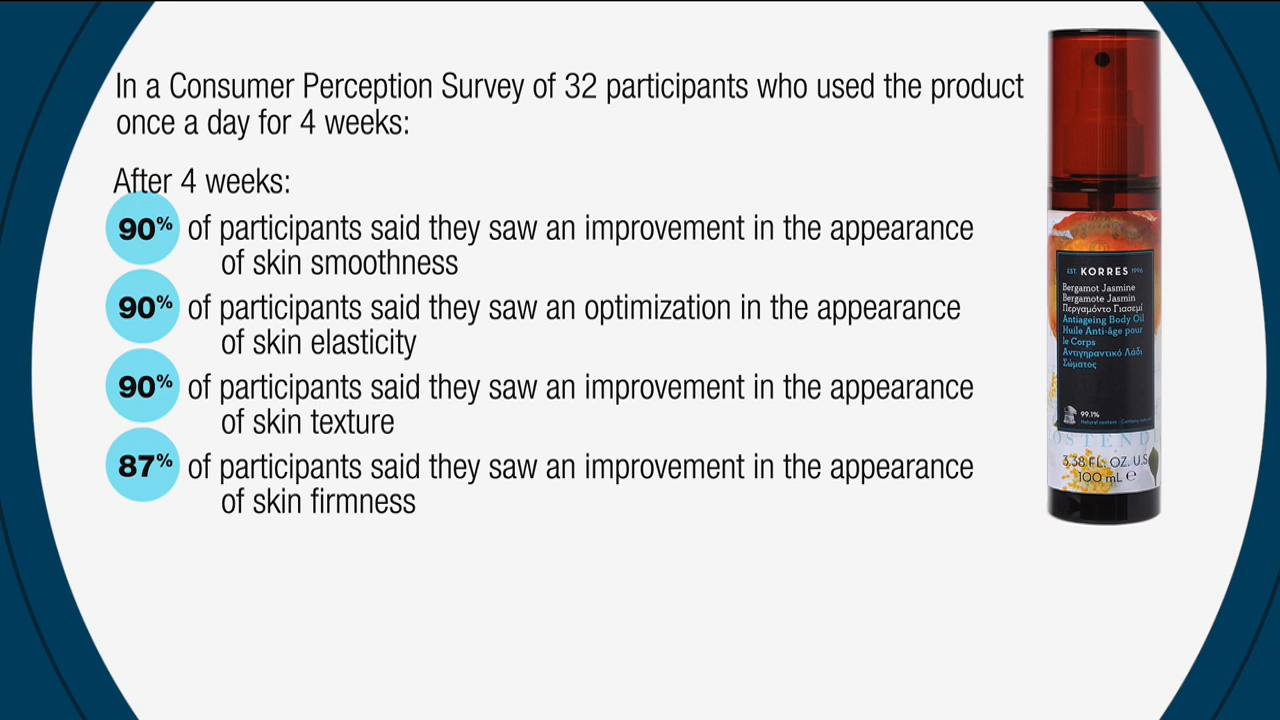 In a Consumer Perception Survey of 32 participants who used the product
once a day for 4 weeks:
After 4 weeks:
90% of participants said they saw an improvement in the appearance
of skin smoothness
90% of participants said they saw an optimization in the appearance
of skin elasticity
90% of participants said they saw an improvement in the appearance
of skin texture
87% of participants said they saw an improvement in the appearance
of skin firmness
EST. KORRES 1996
Bergamot Jasmine
Bergamote Jasmin
Περγαμόντο Γιασεμί
Antiageing Body Oil
Huile Anti-âge pour
le Corps
Αντιγηραντικό Λάδι
Σώματος
99.1%
Natural content
3.38 FL. OZ. U.S
100 mL ℮